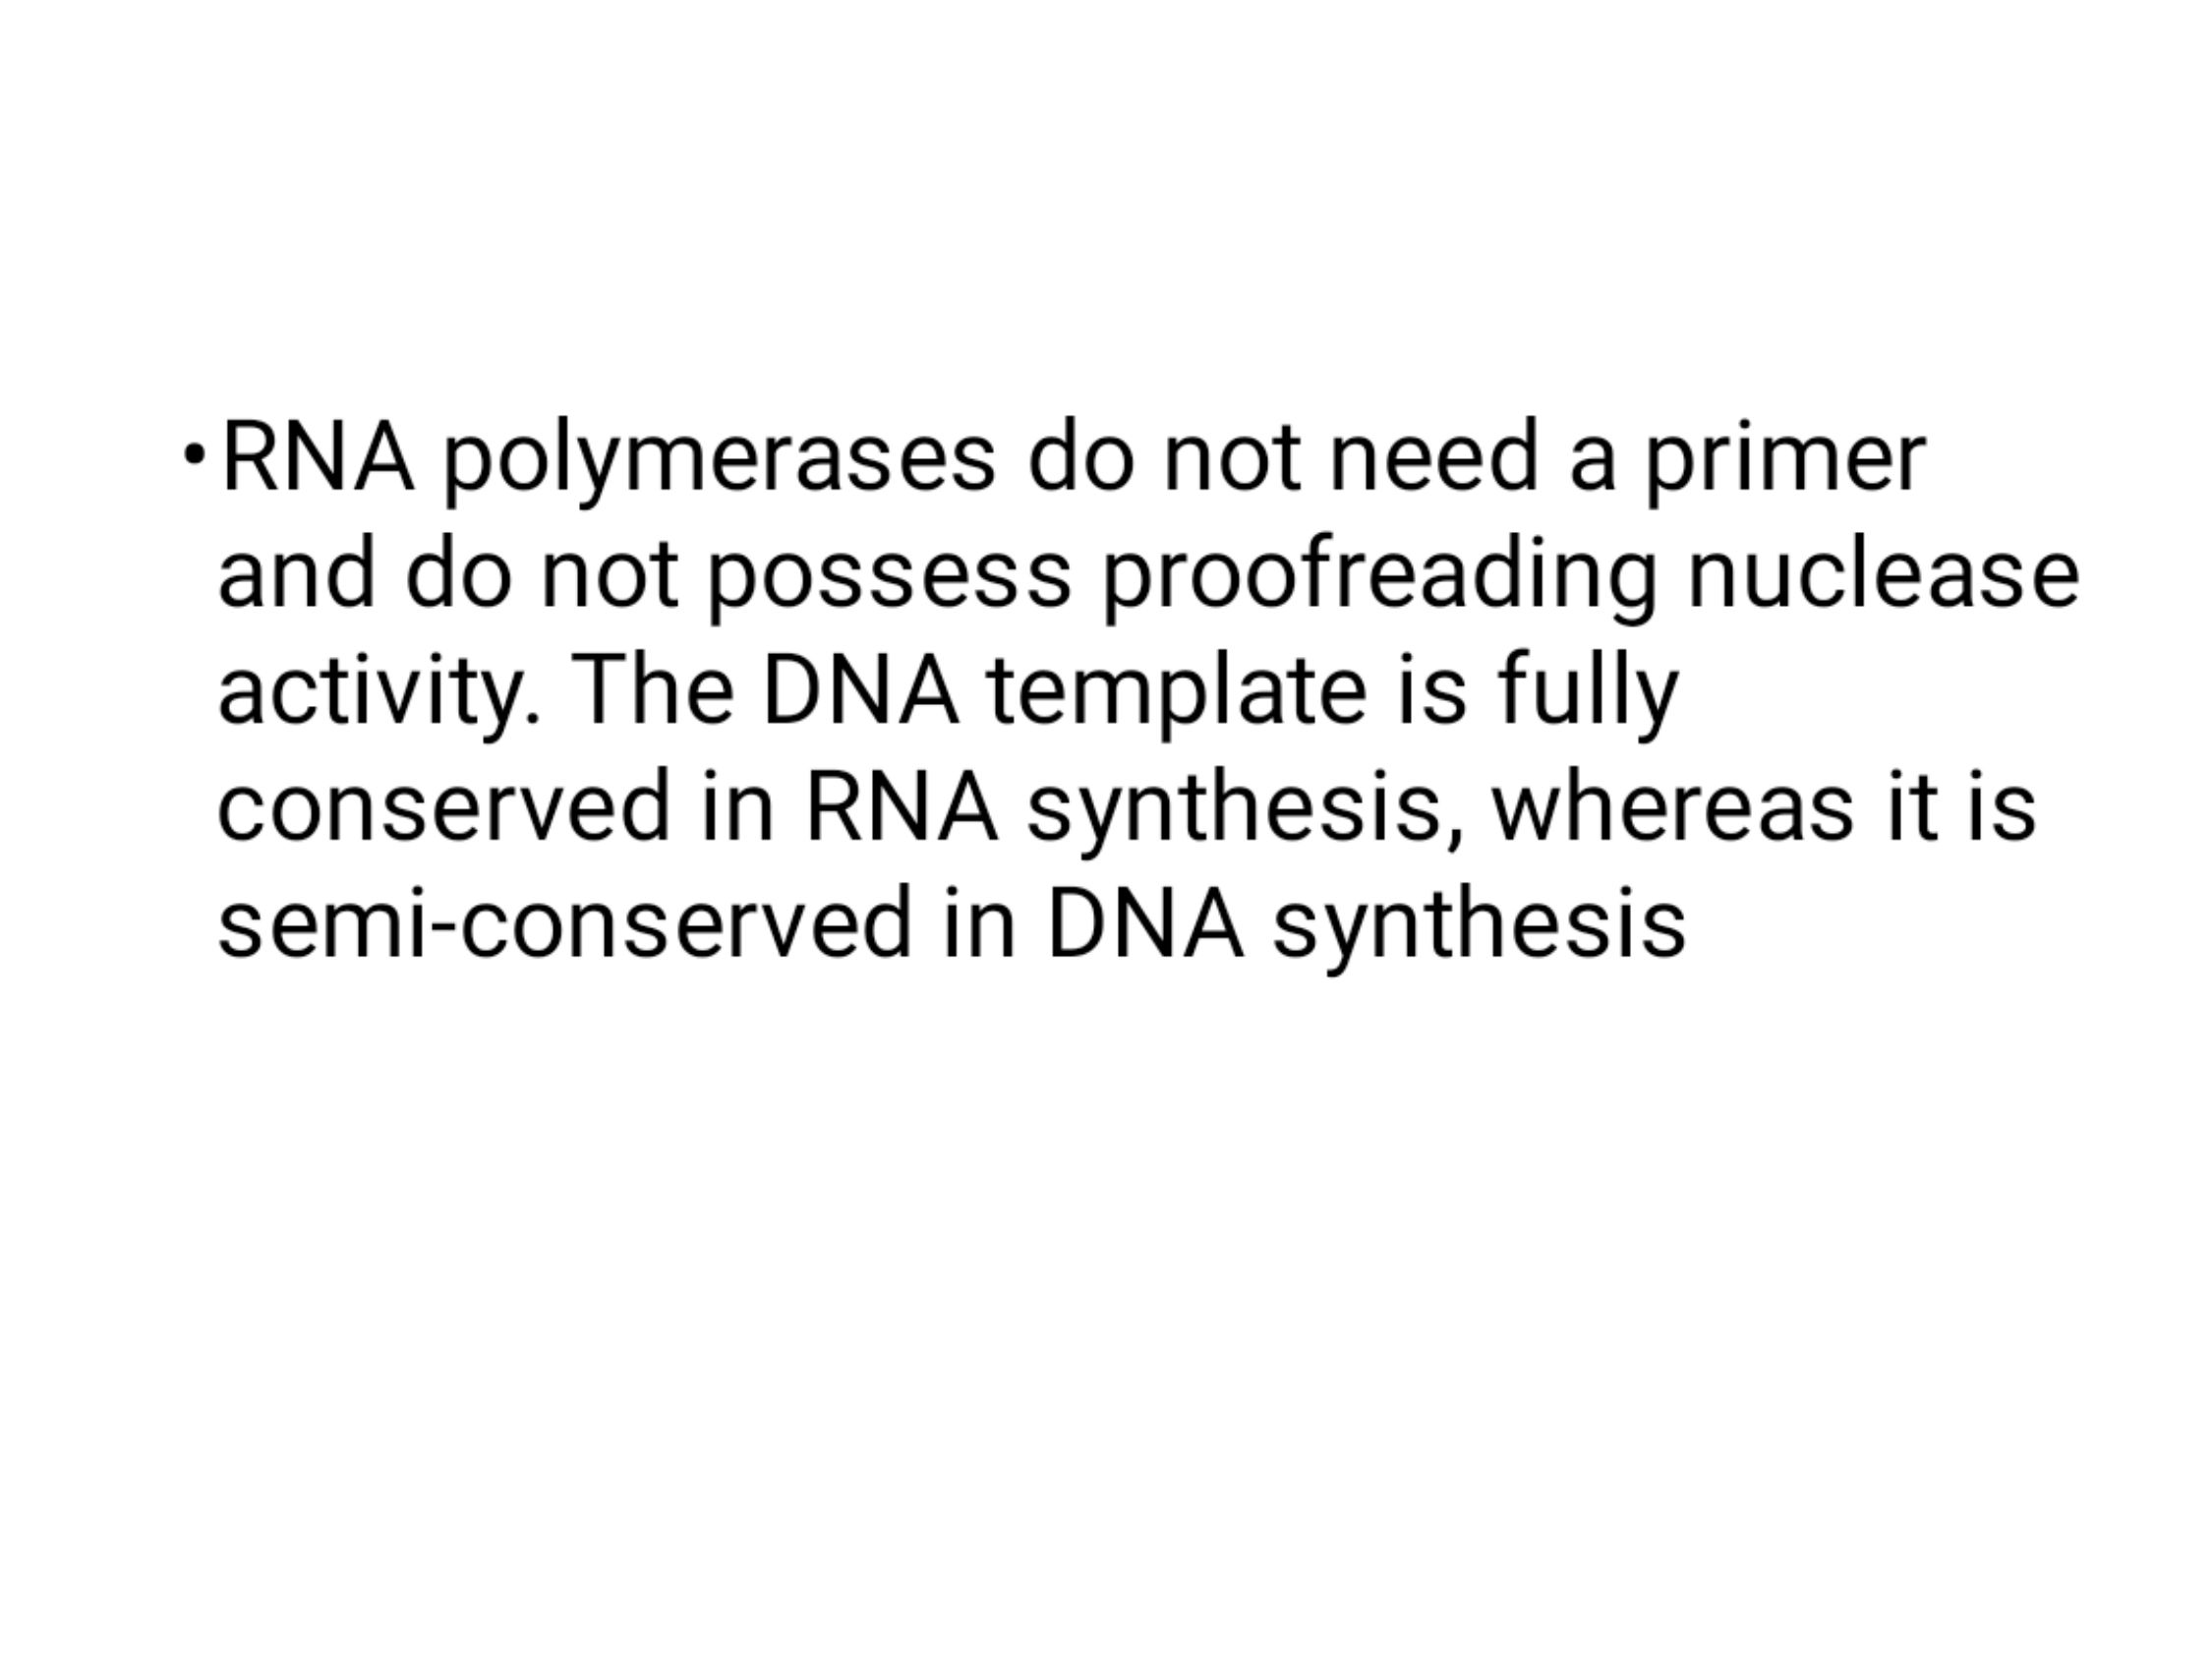 •RNA polymerases do not need a primer
and do not possess proofreading nuclease
activity. The DNA template is fully
conserved in RNA synthesis, whereas it is
semi-conserved in DNA synthesis